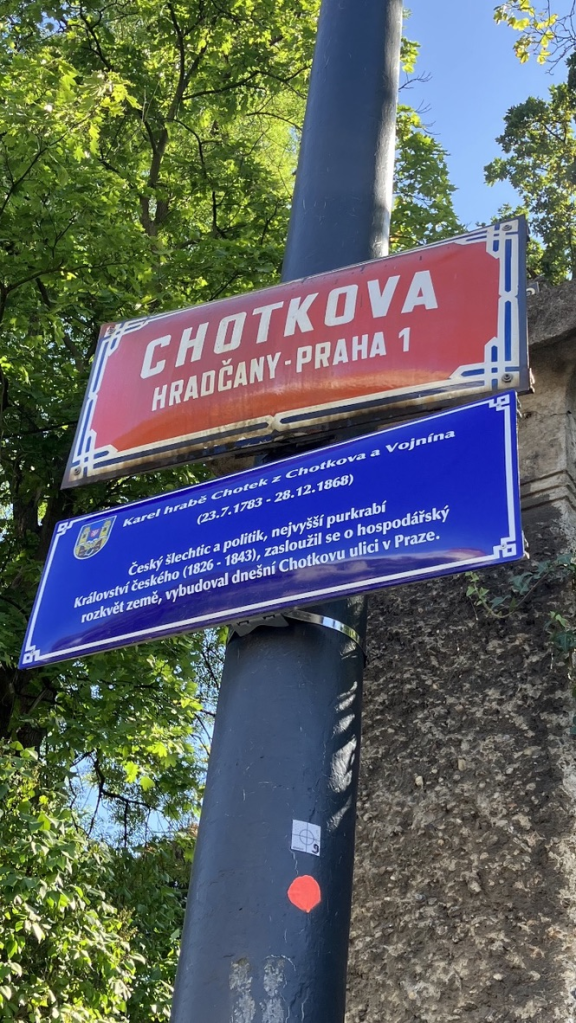 CHOTKOVA
HRADČANY-PRAHA 1
Karel hrabě Chotek z Chotkova a Vojnína
(23.7.1783 - 28.12.1868)
Český šlechtic a politik, nejvyšší purkrabí
Království českého (1826 - 1843), zasloužil se o hospodářský
rozkvět země, vybudoval dnešní Chotkovu ulici v Praze.